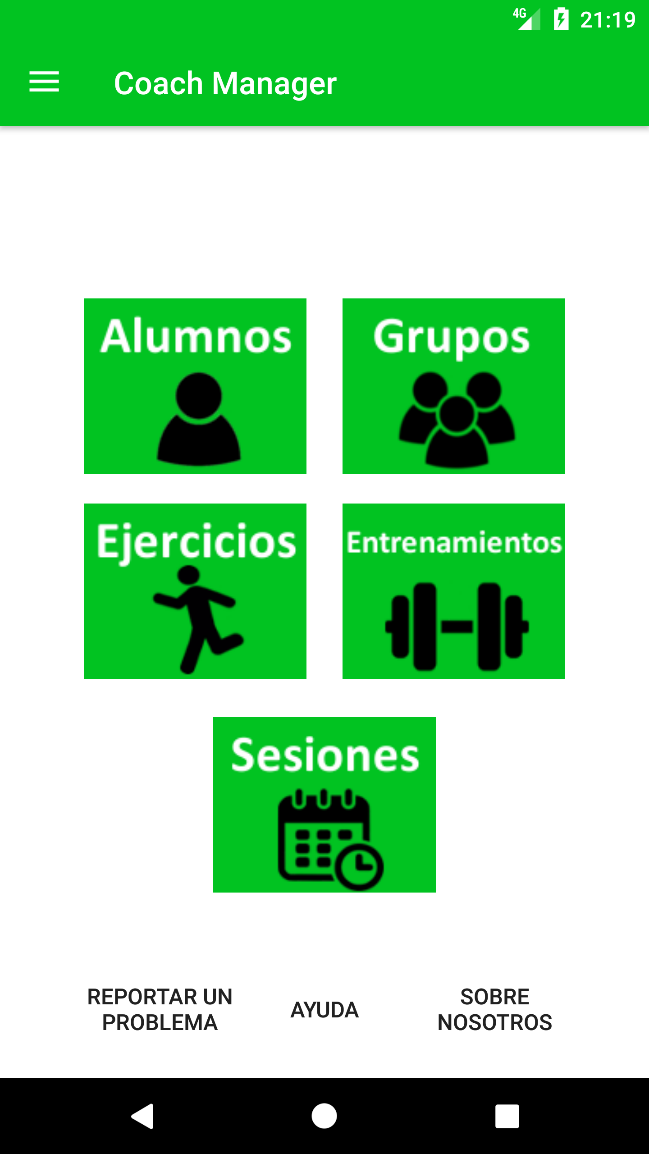 4G 21:19
Coach Manager
Alumnos
Grupos
Ejercicios
Entrenamientos
Sesiones
REPORTAR UN
PROBLEMA
AYUDA
SOBRE
NOSOTROS